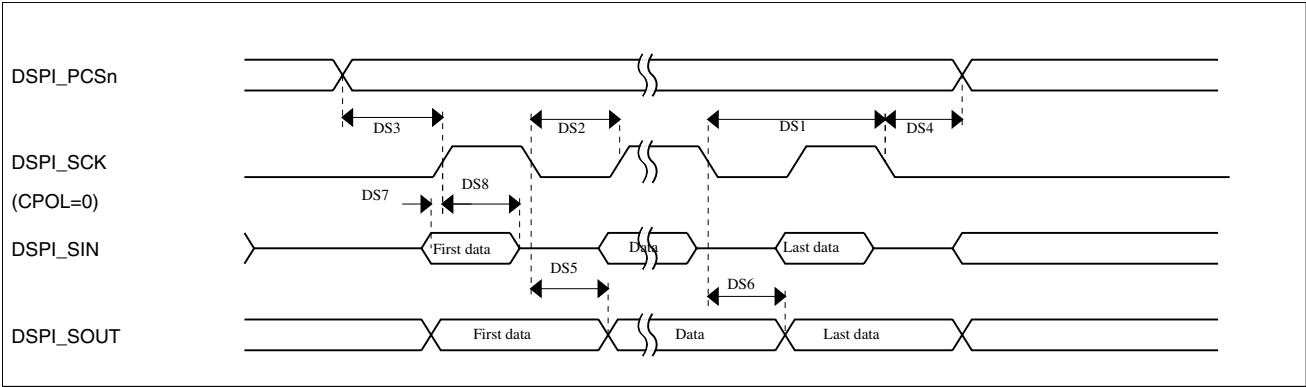 DSPI_PCSn
DS3
DS2
DS1
DS4
DSPI_SCK
(CPOL=0)
DS7
DS8
DSPI_SIN
First data
Data
Last data
DS5
DS6
DSPI_SOUT
First data
Data
Last data